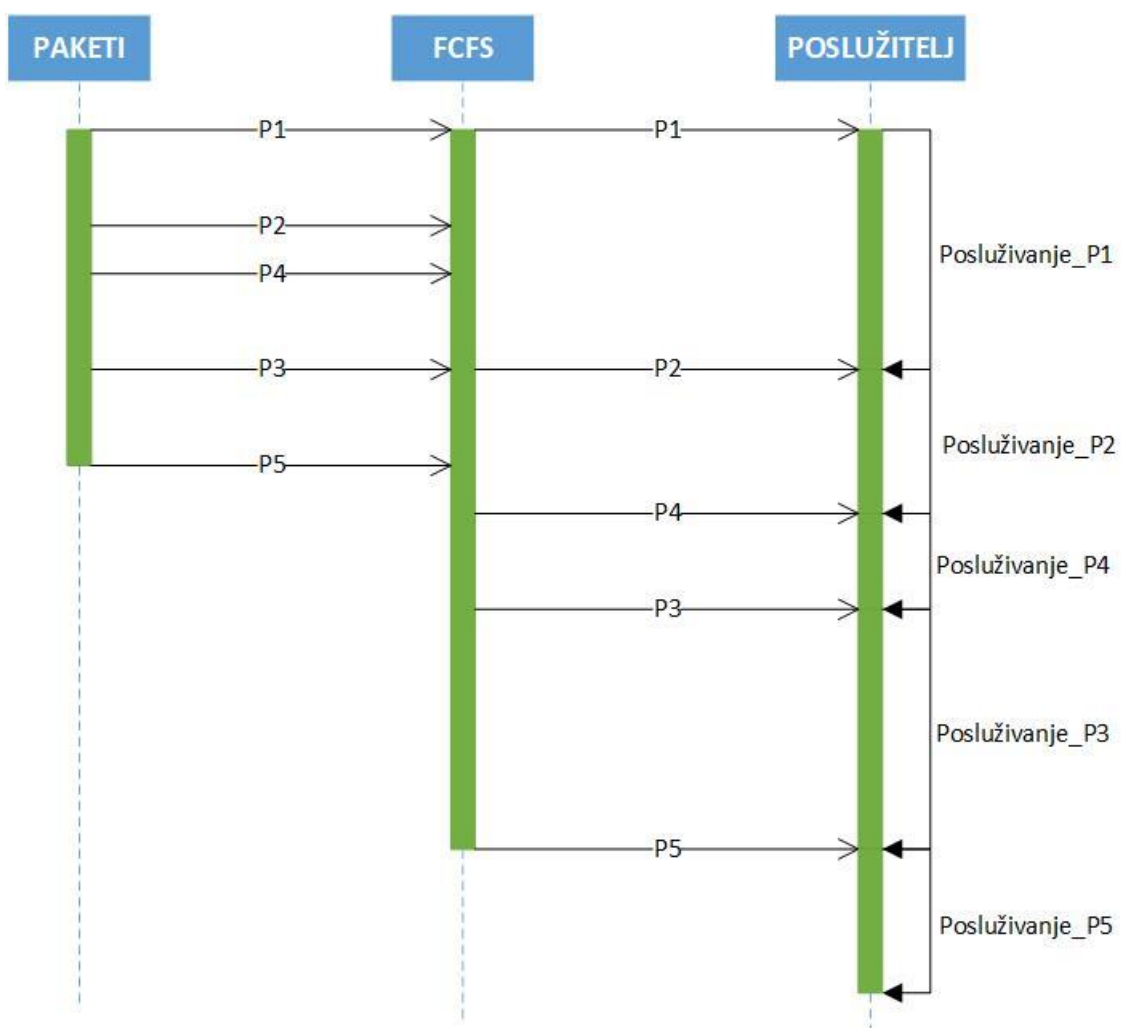 PAKETI
FCFS
POSLUŽITELJ
P1
P1
P2
Posluživanje_P1
P4
P3
P2
Posluživanje_P2
P5
P4
Posluživanje_P4
P3
Posluživanje_P3
P5
Posluživanje_P5